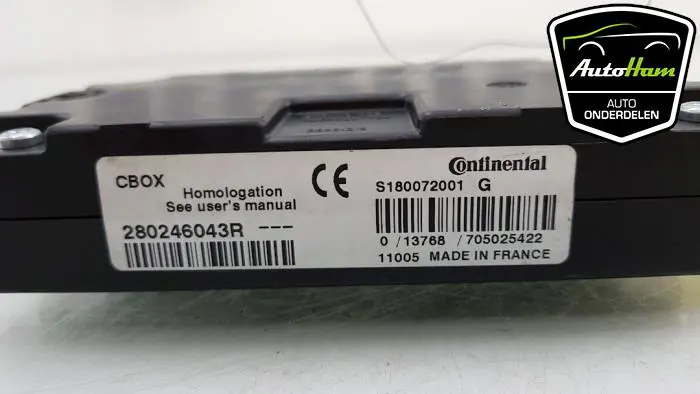 AutoHam
AUTO
ONDERDELEN
CBOX
Homologation
See user's manual
280246043R ---
CE
Continental
S180072001 G
0 /13768 /705025422
11005 MADE IN FRANCE